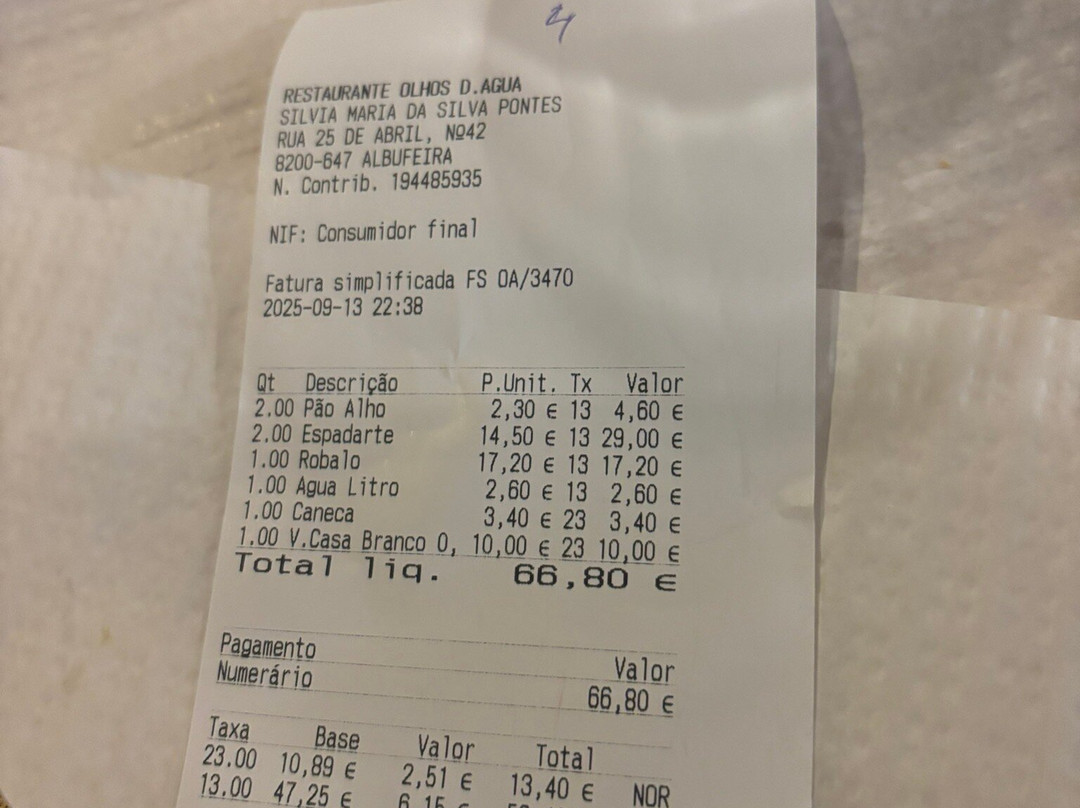 RESTAURANTE OLHOS D.AGUA
SILVIA MARIA DA SILVA PONTES
RUA 25 DE ABRIL, Nº42
8200-647 ALBUFEIRA
N. Contrib. 194485935
NIF: Consumidor final
Fatura simplificada FS OA/3470
2025-09-13 22:38
Qt Descrição P.Unit. Tx Valor
2.00 Pão Alho 2,30 € 13 4,60 €
2.00 Espadarte 14,50 € 13 29,00 €
1.00 Robalo 17,20 € 13 17,20 €
1.00 Agua Litro 2,60 € 13 2,60 €
1.00 Caneca 3,40 € 23 3,40 €
1.00 V.Casa Branco 0, 10,00 € 23 10,00 €
Total liq. 66,80 €
Pagamento Valor
Numerário 66,80 €
Taxa Base Valor Total
23.00 10,89 € 2,51 € 13,40 € NOR
13.00 47,25 € 6,15 €